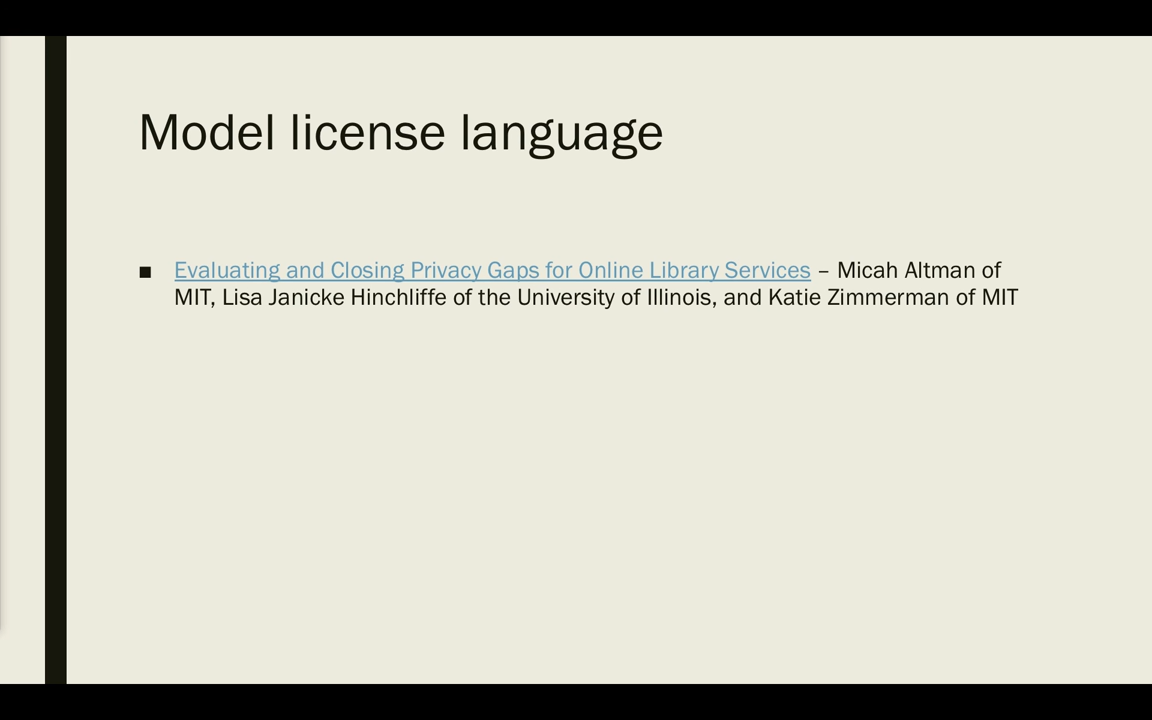 Model license language
■ Evaluating and Closing Privacy Gaps for Online Library Services – Micah Altman of
MIT, Lisa Janicke Hinchliffe of the University of Illinois, and Katie Zimmerman of MIT